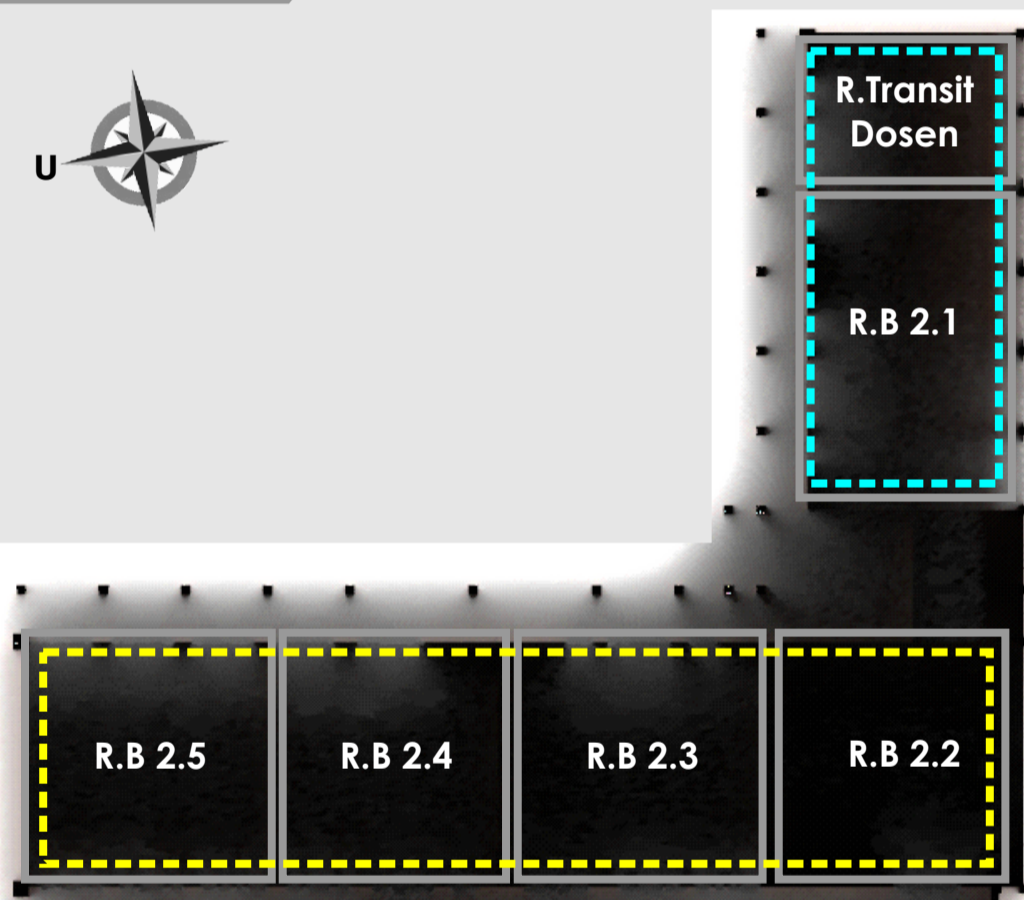 R.Transit
Dosen
U
R.B 2.1
R.B 2.5
R.B 2.4
R.B 2.3
R.B 2.2